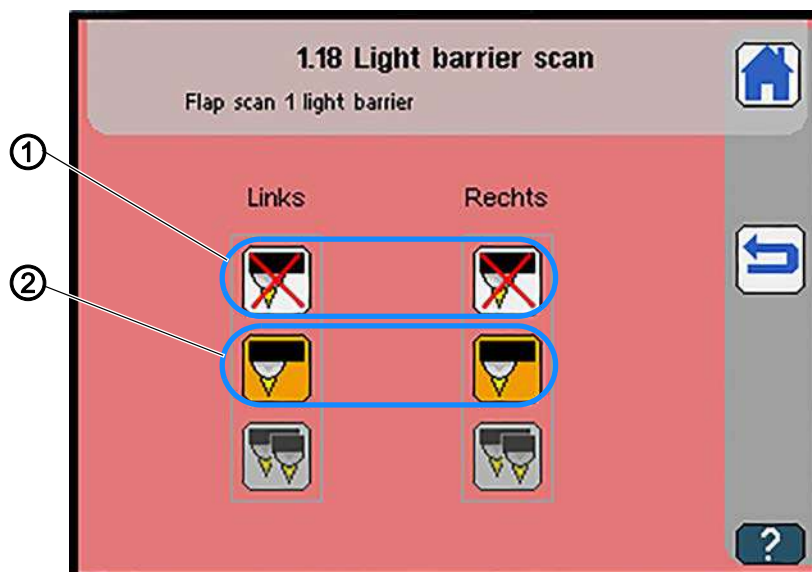 1.18 Light barrier scan
Flap scan 1 light barrier
1
Links
Rechts
2
?